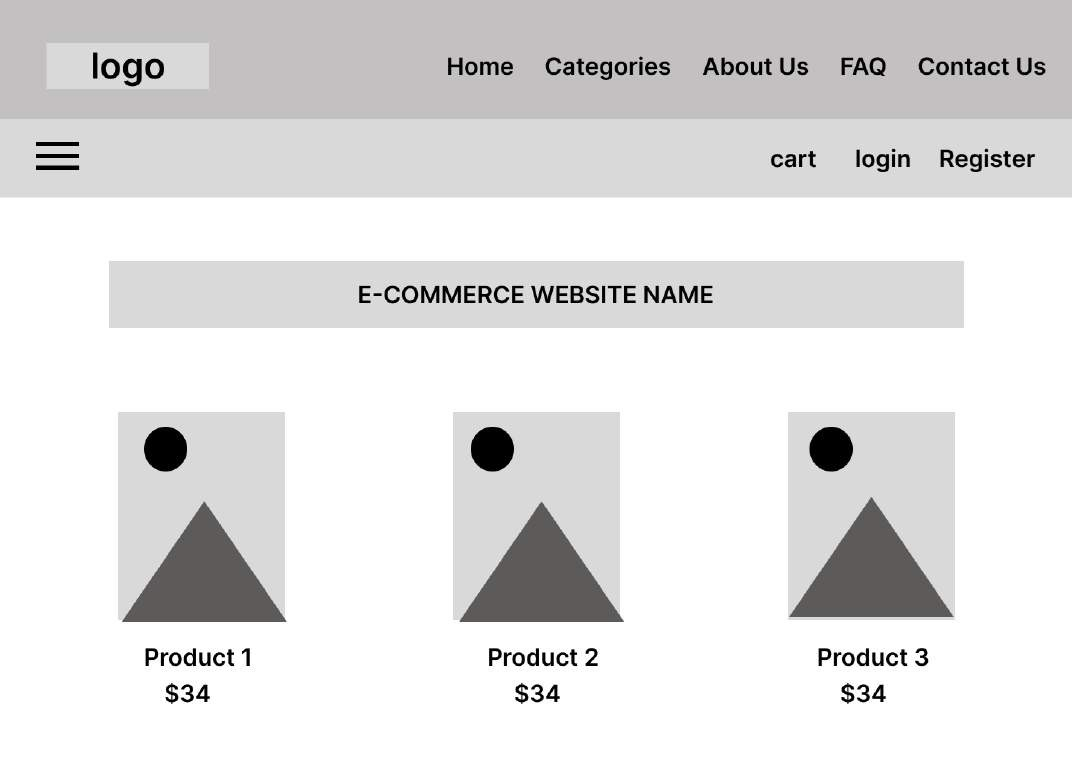 logo
Home Categories About Us FAQ Contact Us
cart login Register
E-COMMERCE WEBSITE NAME
Product 1 Product 2 Product 3
$34 $34 $34